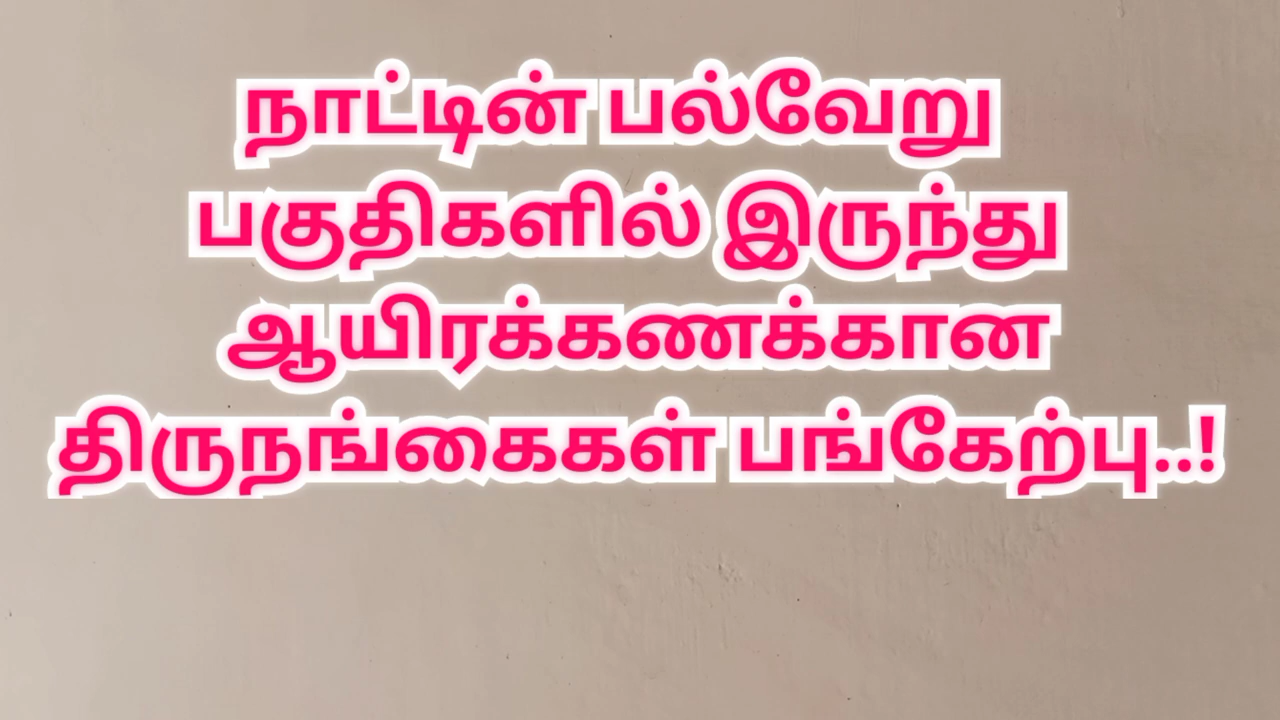 நாட்டின் பல்வேறு
பகுதிகளில் இருந்து
ஆயிரக்கணக்கான
திருநங்கைகள் பங்கேற்பு..!